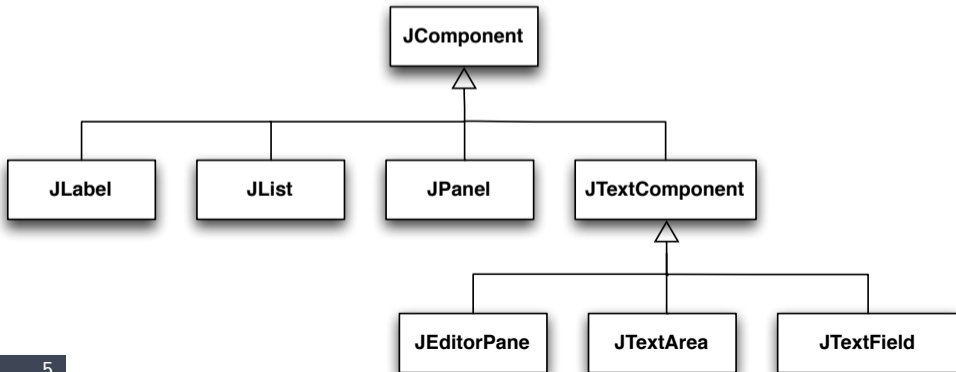 JComponent
JLabel
JList
JPanel
JTextComponent
JEditorPane
JTextArea
JTextField
5